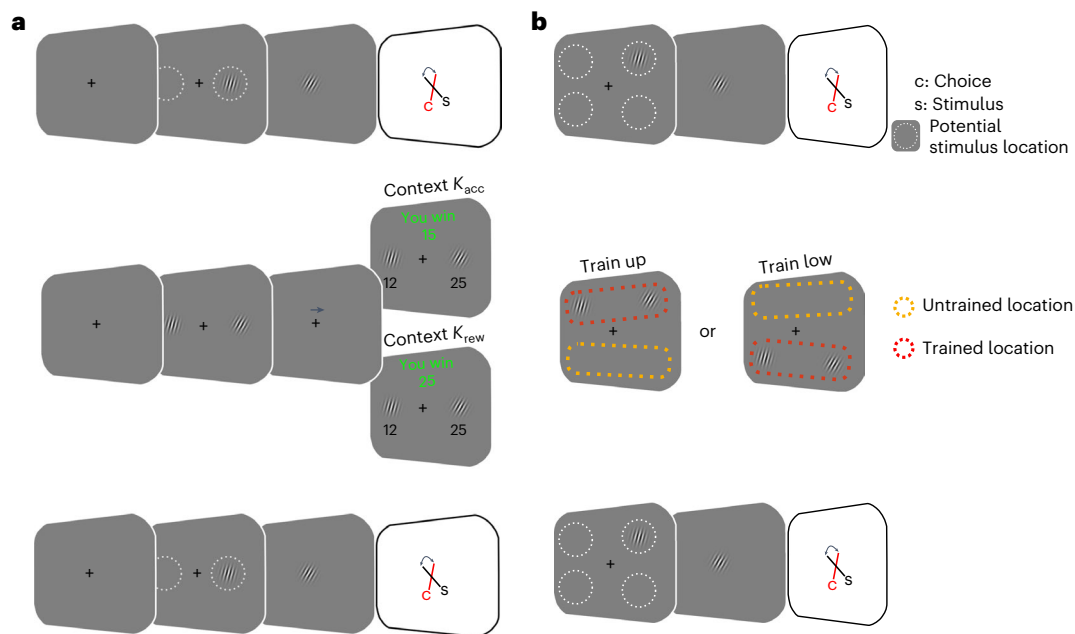 a
b
C
S
C
S
c: Choice
s: Stimulus
Potential
stimulus location
Context Kacc
You win
15
12
25
Context Krew
You win
25
12
25
Train up
or
Train low
Untrained location
Trained location
C
S
C
S